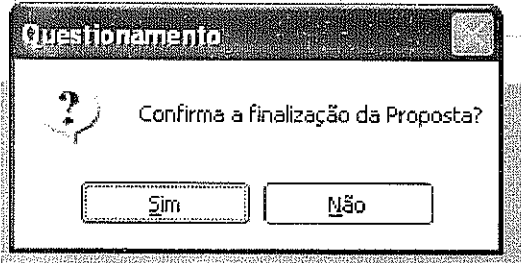 Questionamento
?
Confirma a finalização da Proposta?
Sim
Não